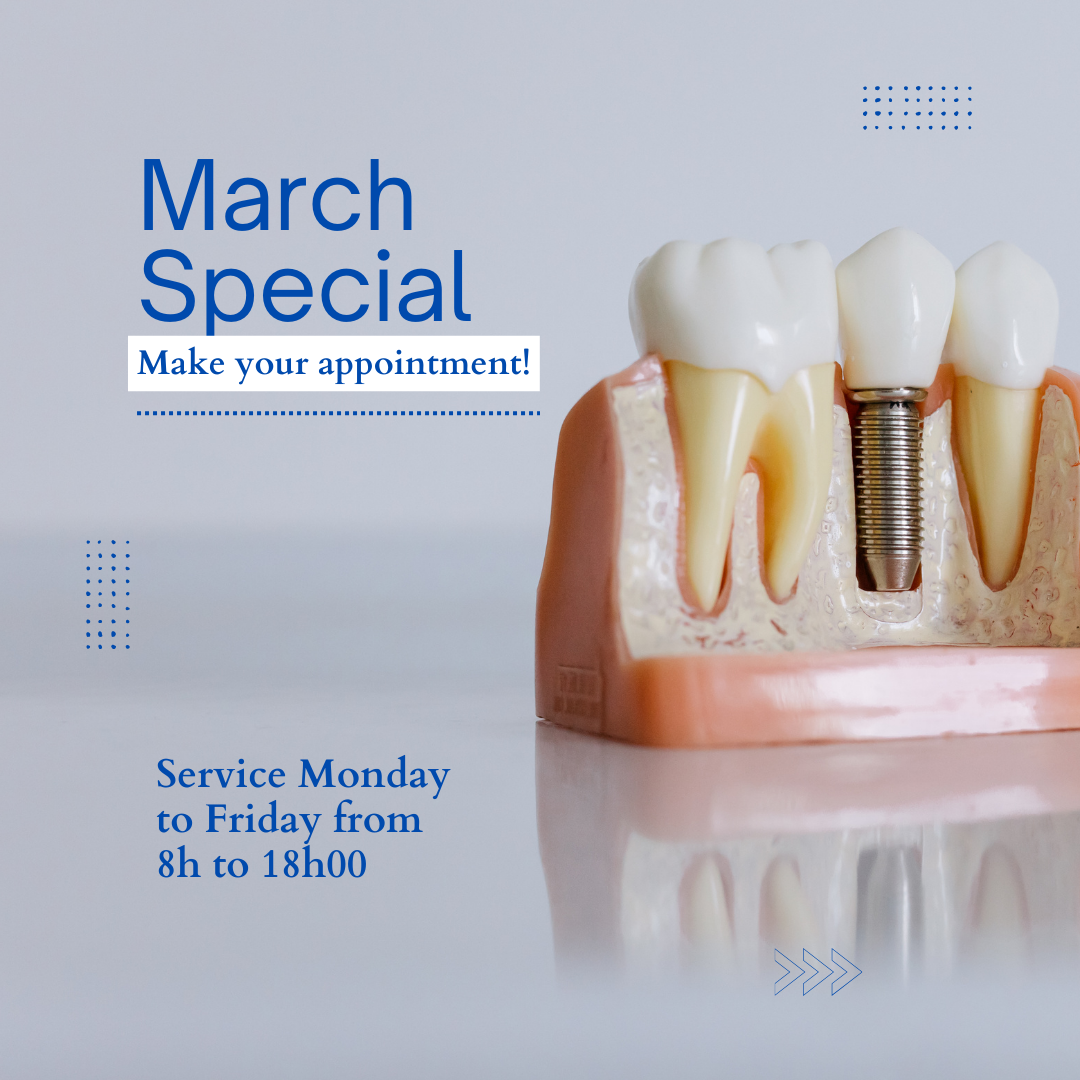 March
Special
Make your appointment!
Service Monday
to Friday from
8h to 18h00